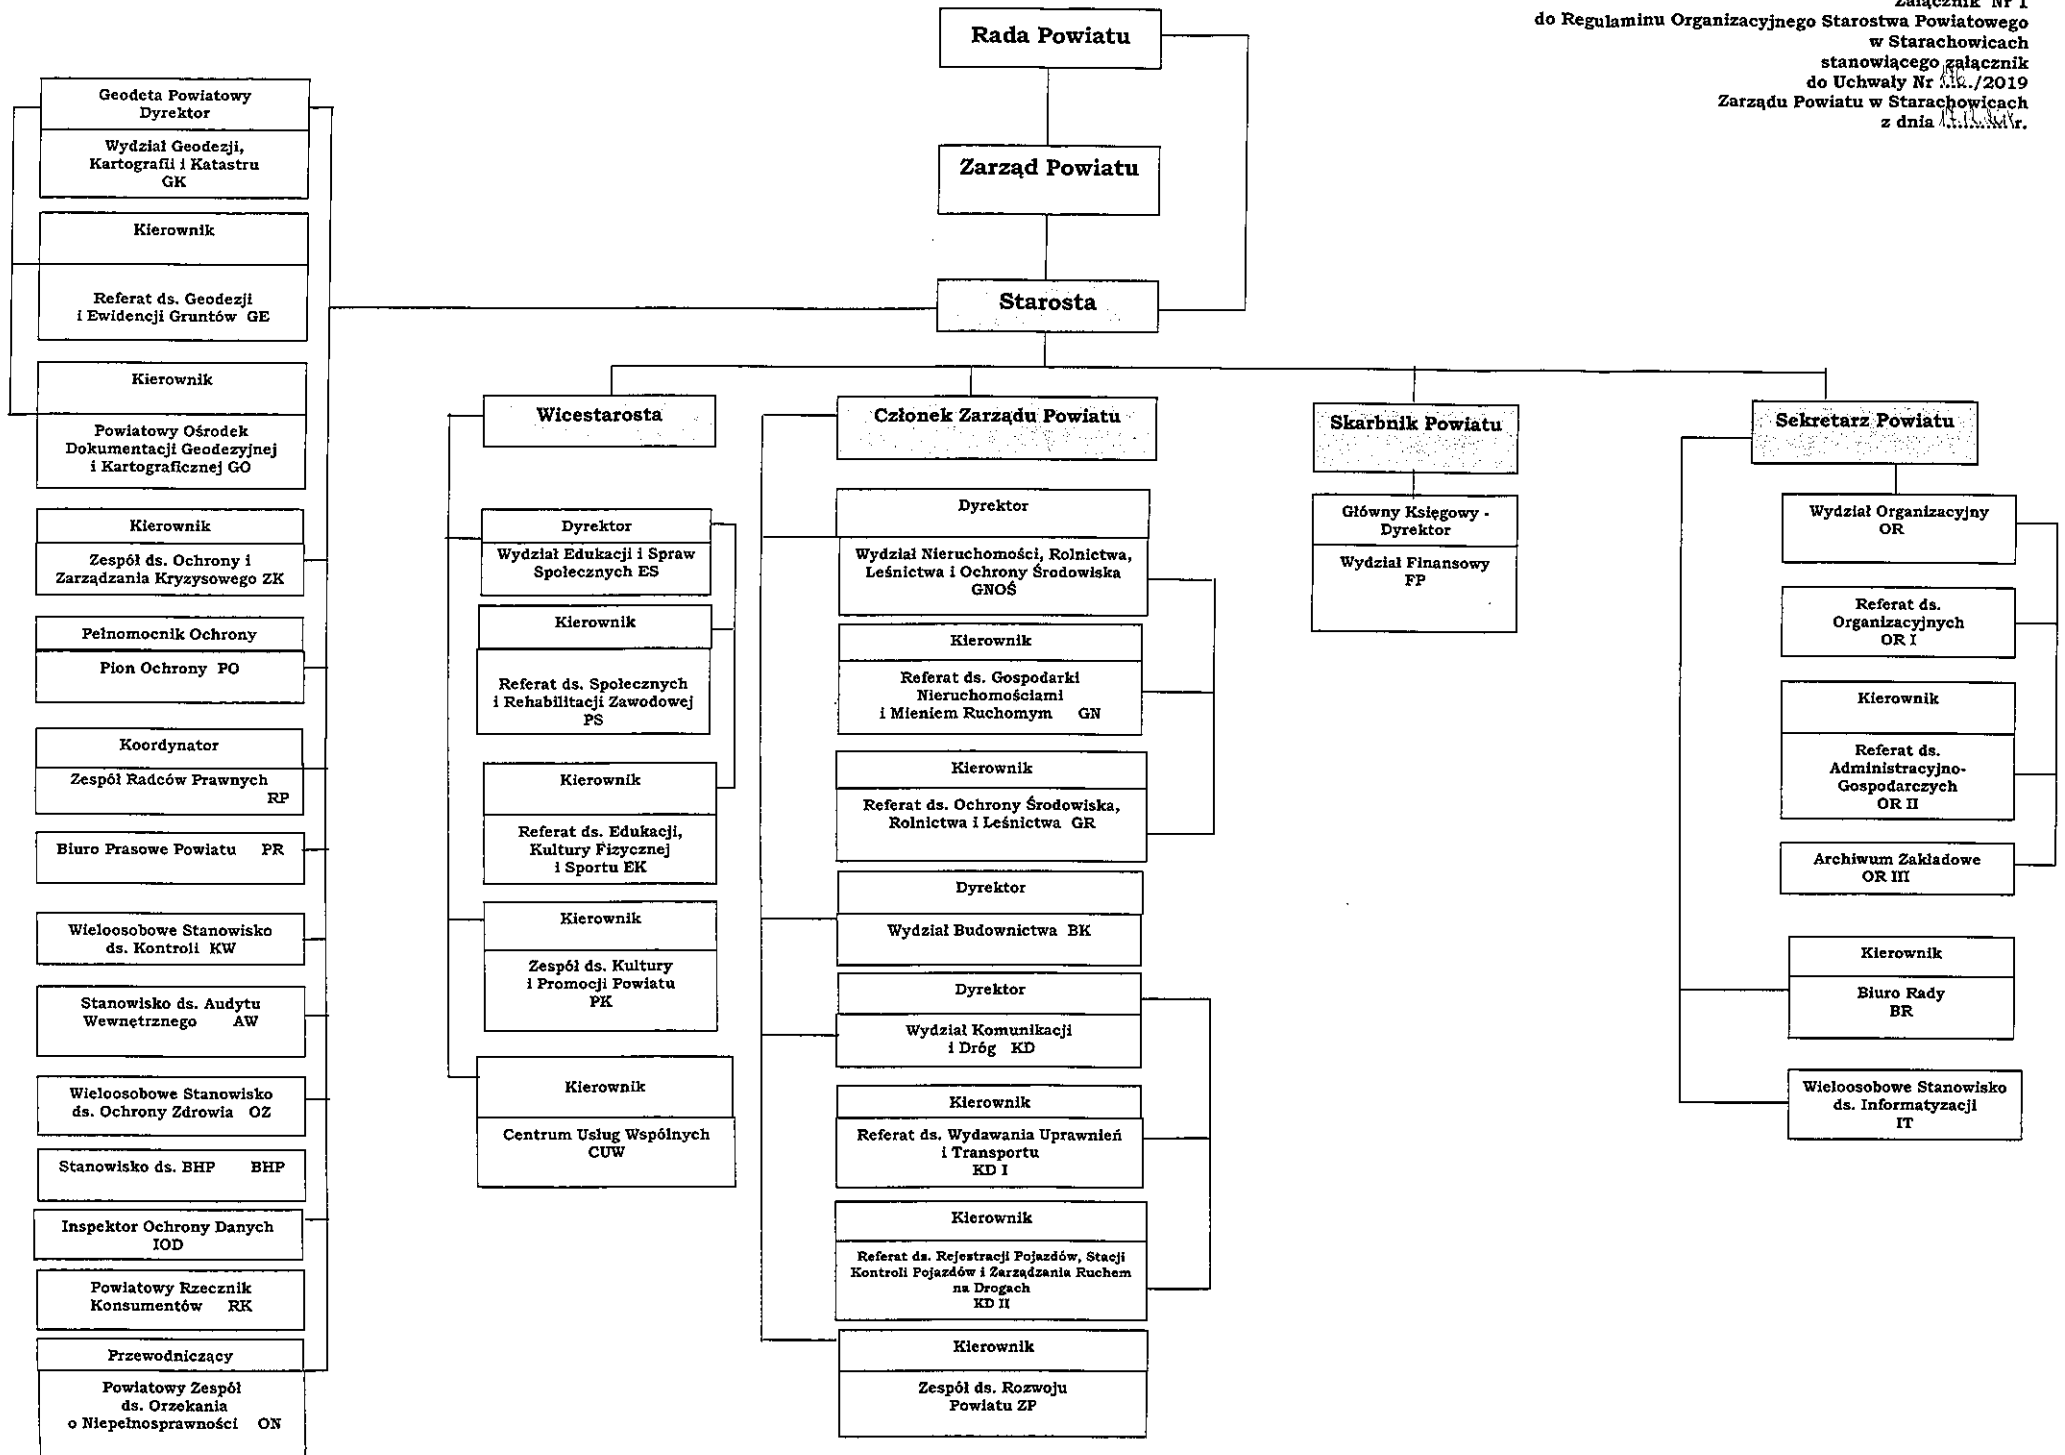 Załącznik Nr 1
do Regulaminu Organizacyjnego Starostwa Powiatowego
w Starachowicach
stanowiącego załącznik
do Uchwały Nr /2019
Zarządu Powiatu w Starachowicach
z dnia r.
Rada Powiatu
Zarząd Powiatu
Starosta
Geodeta Powiatowy
Dyrektor
Wydział Geodezji,
Kartografii i Katastru
GK
Kierownik
Referat ds. Geodezji
i Ewidencji Gruntów GE
Kierownik
Powiatowy Ośrodek
Dokumentacji Geodezyjnej
i Kartograficznej GO
Kierownik
Zespół ds. Ochrony i
Zarządzania Kryzysowego ZK
Pełnomocnik Ochrony
Pion Ochrony PO
Koordynator
Zespół Radców Prawnych
RP
Biuro Prasowe Powiatu PR
Wieloosobowe Stanowisko
ds. Kontroli KW
Stanowisko ds. Audytu
Wewnętrznego AW
Wieloosobowe Stanowisko
ds. Ochrony Zdrowia OZ
Stanowisko ds. BHP BHP
Inspektor Ochrony Danych
IOD
Powiatowy Rzecznik
Konsumentów RK
Przewodniczący
Powiatowy Zespół
ds. Orzekania
o Niepełnosprawności ON
Wicestarosta
Dyrektor
Wydział Edukacji i Spraw
Społecznych ES
Kierownik
Referat ds. Społecznych
i Rehabilitacji Zawodowej
PS
Kierownik
Referat ds. Edukacji,
Kultury Fizycznej
i Sportu EK
Kierownik
Zespół ds. Kultury
i Promocji Powiatu
PK
Kierownik
Centrum Usług Wspólnych
CUW
Członek Zarządu Powiatu
Dyrektor
Wydział Nieruchomości, Rolnictwa,
Leśnictwa i Ochrony Środowiska
GNOŚ
Kierownik
Referat ds. Gospodarki
Nieruchomościami
i Mieniem Ruchomym GN
Kierownik
Referat ds. Ochrony Środowiska,
Rolnictwa i Leśnictwa GR
Dyrektor
Wydział Budownictwa BK
Dyrektor
Wydział Komunikacji
i Dróg KD
Kierownik
Referat ds. Wydawania Uprawnień
i Transportu
KD I
Kierownik
Referat ds. Rejestracji Pojazdów, Stacji
Kontroli Pojazdów i Zarządzania Ruchem
na Drogach
KD II
Kierownik
Zespół ds. Rozwoju
Powiatu ZP
Skarbnik Powiatu
Główny Księgowy -
Dyrektor
Wydział Finansowy
FP
Sekretarz Powiatu
Wydział Organizacyjny
OR
Referat ds.
Organizacyjnych
OR I
Kierownik
Referat ds.
Administracyjno-
Gospodarczych
OR II
Archiwum Zakładowe
OR III
Kierownik
Biuro Rady
BR
Wieloosobowe Stanowisko
ds. Informatyzacji
IT